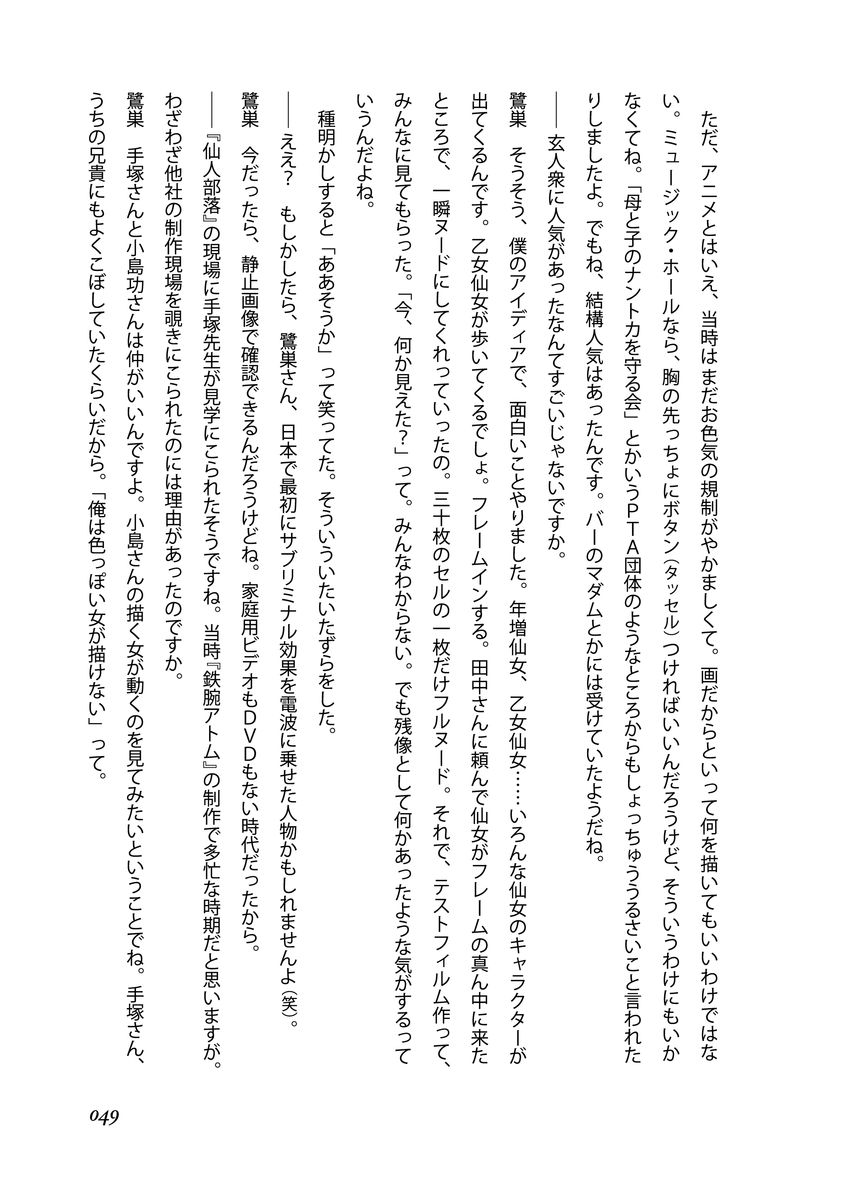 ただ、アニメとはいえ、当時はまだお色気の規制がやかましくて。画だからといって何を描いてもいいわけではな
い。ミュージック・ホールなら、胸の先っちょにボタン（タッセル）つければいいんだろうけど、そういうわけにもいか
なくてね。「母と子のナントカを守る会」とかいうＰＴＡ団体のようなところからもしょっちゅううるさいこと言われた
りしましたよ。でもね、結構人気はあったんです。バーのマダムとかには受けていたようだね。
――玄人衆に人気があったなんてすごいじゃないですか。
鷺巣　そうそう、僕のアイディアで、面白いことやりました。年増仙女、乙女仙女……いろんな仙女のキャラクターが
出てくるんです。乙女仙女が歩いてくるでしょ。フレームインする。田中さんに頼んで仙女がフレームの真ん中に来た
ところで、一瞬ヌードにしてくれっていったの。三十枚のセルの一枚だけフルヌード。それで、テストフィルム作って、
みんなに見てもらった。「今、何か見えた？」って。みんなわからない。でも残像として何かあったような気がするって
いうんだよね。
種明かしすると「ああそうか」って笑ってた。そういういたいたずらをした。
――ええ？　もしかしたら、鷺巣さん、日本で最初にサブリミナル効果を電波に乗せた人物かもしれませんよ（笑）。
鷺巣　今だったら、静止画像で確認できるんだろうけどね。家庭用ビデオもＤＶＤもない時代だったから。
――『仙人部落』の現場に手塚先生が見学にこられたそうですね。当時『鉄腕アトム』の制作で多忙な時期だと思いますが。
わざわざ他社の制作現場を覗きにこられたのには理由があったのですか。
鷺巣　手塚さんと小島功さんは仲がいいんですよ。小島さんの描く女が動くのを見てみたいということでね。手塚さん、
うちの兄貴にもよくこぼしていたくらいだから。「俺は色っぽい女が描けない」って。
049